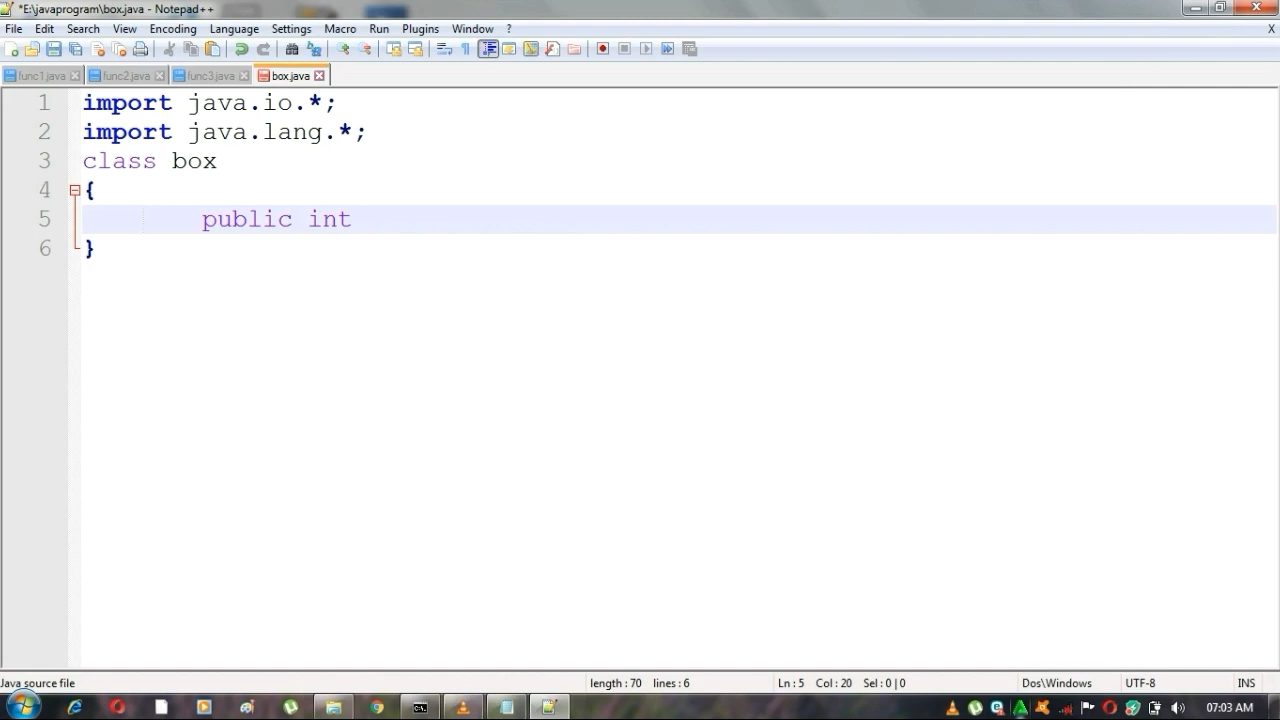 *E:\javaprogram\box.java - Notepad++
File Edit Search View Encoding Language Settings Macro Run Plugins Window ? X
func1.java func2.java func3.java box.java
1 import java.io.*;
2 import java.lang.*;
3 class box
4 {
5 public int
6 }
Java source file length : 70 lines : 6 Ln : 5 Col : 20 Sel : 0 | 0 Dos\Windows UTF-8 INS
07:03 AM